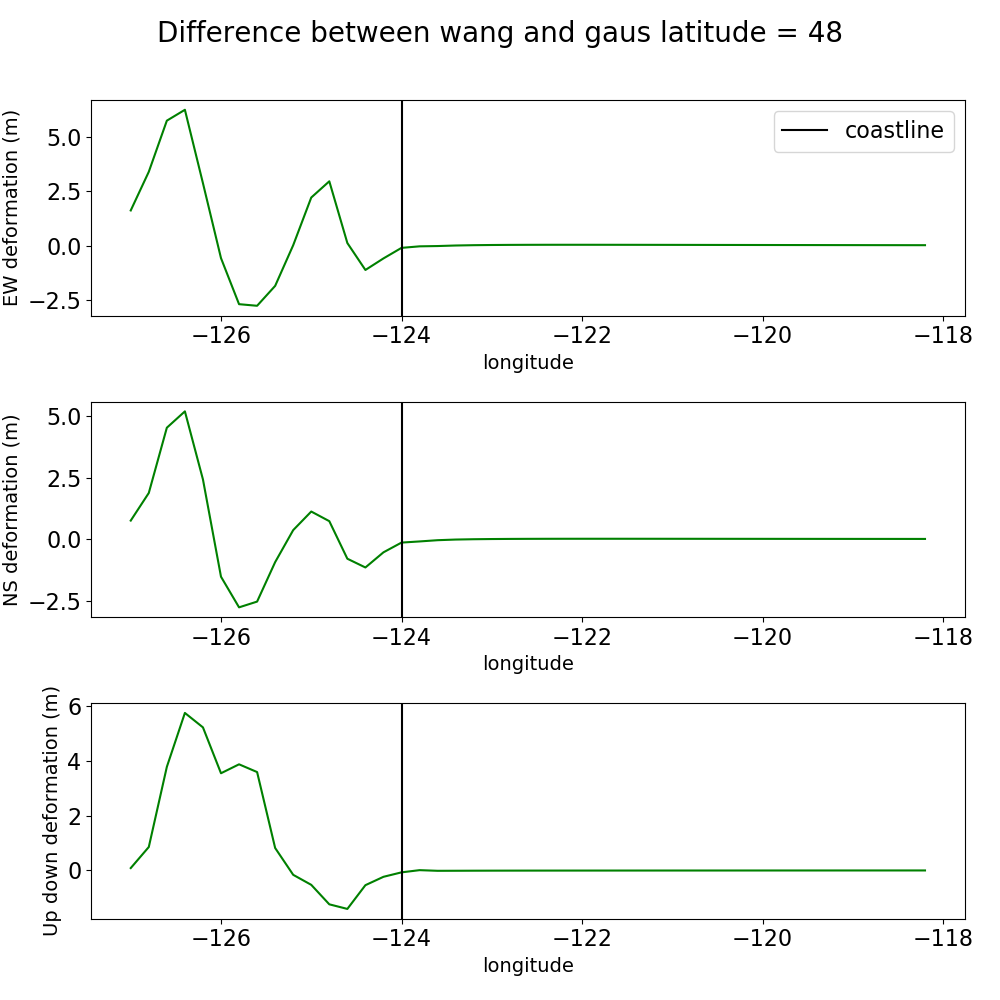 Difference between wang and gaus latitude = 48
EW deformation (m)
5.0
2.5
0.0
−2.5
coastline
−126 −124 −122 −120 −118
longitude
NS deformation (m)
5.0
2.5
0.0
−2.5
−126 −124 −122 −120 −118
longitude
Up down deformation (m)
6
4
2
0
−126 −124 −122 −120 −118
longitude